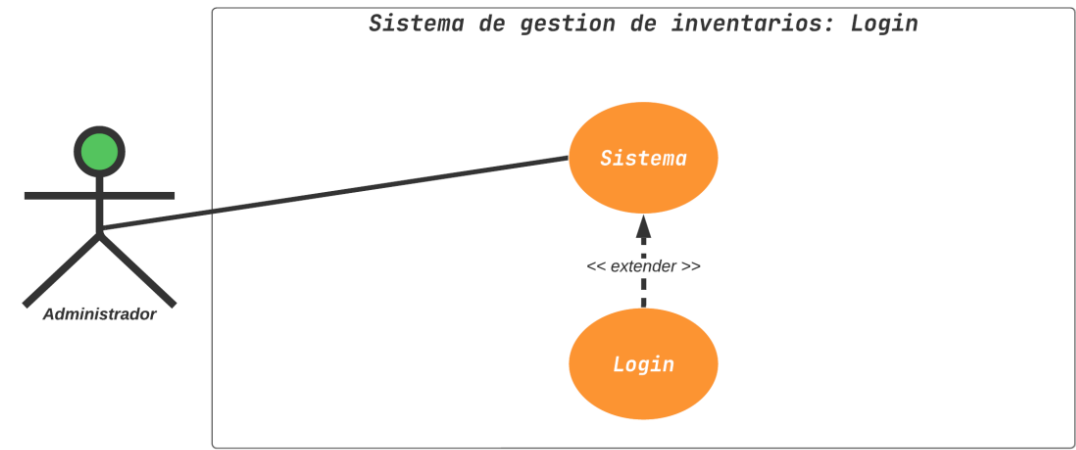 Sistema de gestion de inventarios: Login
Sistema
<< extender >>
Login
Administrador